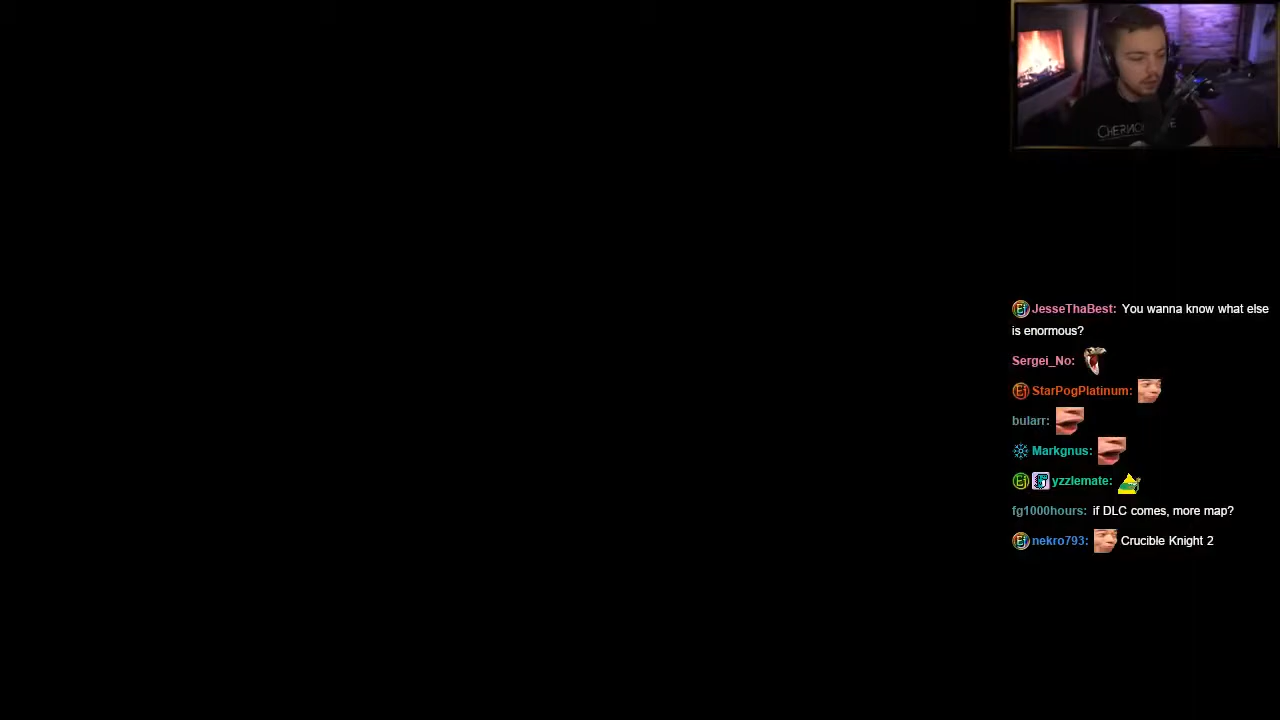 JesseThaBest: You wanna know what else
is enormous?
Sergei_No:
StarPogPlatinum:
bularr:
Markgnus:
yzzlemate:
fg1000hours: if DLC comes, more map?
nekro793: Crucible Knight 2